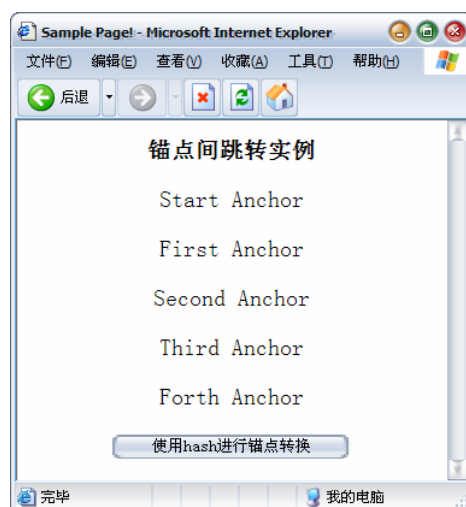 Sample Page! - Microsoft Internet Explorer
文件(F) 编辑(E) 查看(V) 收藏(A) 工具(T) 帮助(H)
后退
锚点间跳转实例
Start Anchor
First Anchor
Second Anchor
Third Anchor
Forth Anchor
使用hash进行锚点转换
完毕 我的电脑